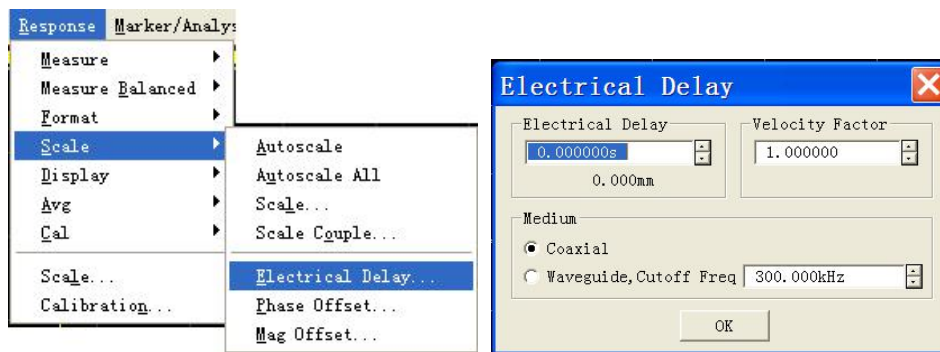 Response Marker/Analys
Measure
Measure Balanced
Format
Scale
Display
Avg
Cal
Scale...
Calibration...
Autoscale
Autoscale All
Scale...
Scale Couple...
Electrical Delay...
Phase Offset...
Mag Offset...
Electrical Delay
Electrical Delay
0.000000s
0.000mm
Velocity Factor
1.000000
Medium
Coaxial
Waveguide,Cutoff Freq 300.000kHz
OK